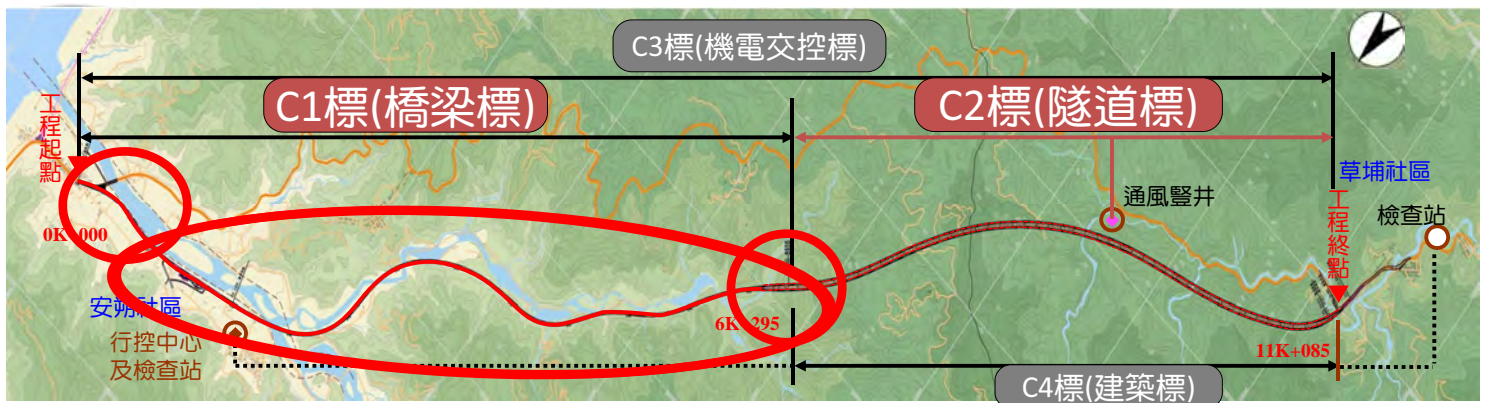 C3標(機電交控標)
C1標(橋梁標)
C2標(隧道標)
工程起點
草埔社區
通風豎井
工程終點
檢查站
0K 000
安朔社區
6K 295
行控中心
及檢查站
11K+085
C4標(建築標)